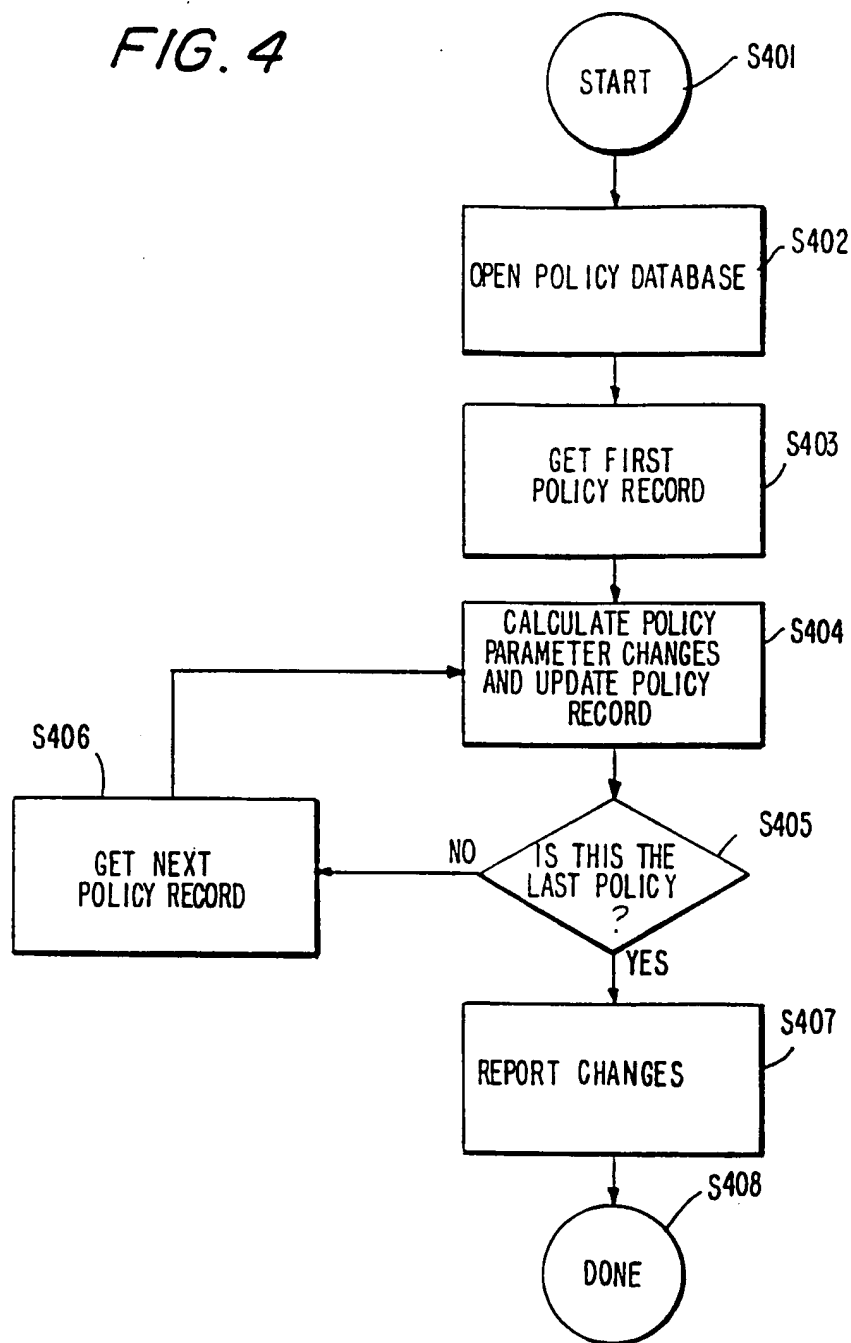 FIG. 4
START
S401
OPEN POLICY DATABASE
S402
GET FIRST
POLICY RECORD
S403
CALCULATE POLICY
PARAMETER CHANGES
AND UPDATE POLICY
RECORD
S404
S406
GET NEXT
POLICY RECORD
NO
IS THIS THE
LAST POLICY
?
S405
YES
REPORT CHANGES
S407
S408
DONE